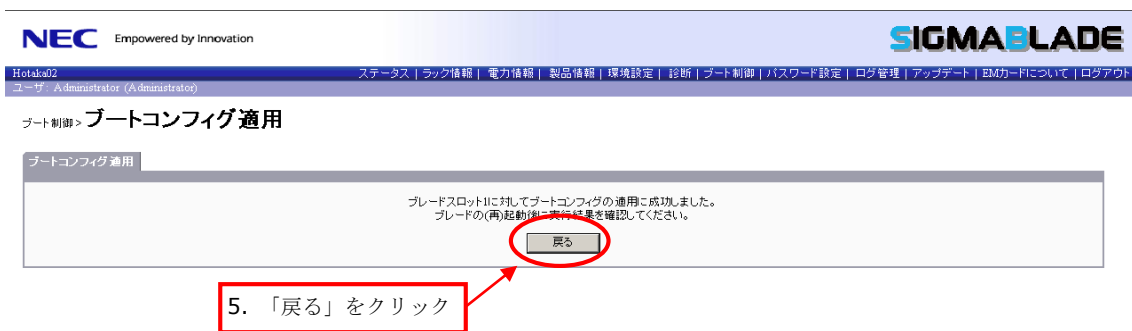 NEC Empowered by Innovation
SIGMABLADE
Hotaka02
ステータス | ラック情報 | 電力情報 | 製品情報 | 環境設定 | 診断 | ブート制御 | パスワード設定 | ログ管理 | アップデート | EMカードについて | ログアウト
ユーザ: Administrator (Administrator)
ブート制御>ブートコンフィグ適用
ブートコンフィグ適用
ブレードスロット1に対してブートコンフィグの適用に成功しました。
ブレードの(再)起動後に実行結果を確認してください。
戻る
5. 「戻る」をクリック